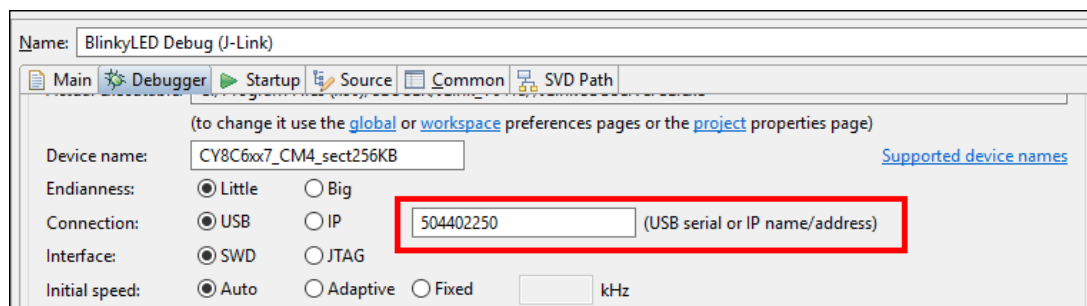 Name: BlinkyLED Debug (J-Link)
Main Debugger Startup Source Common SVD Path
(to change it use the global or workspace preferences pages or the project properties page)
Device name: CY8C6xx7_CM4_sect256KB Supported device names
Endianness: Little Big
Connection: USB IP 504402250 (USB serial or IP name/address)
Interface: SWD JTAG
Initial speed: Auto Adaptive Fixed kHz